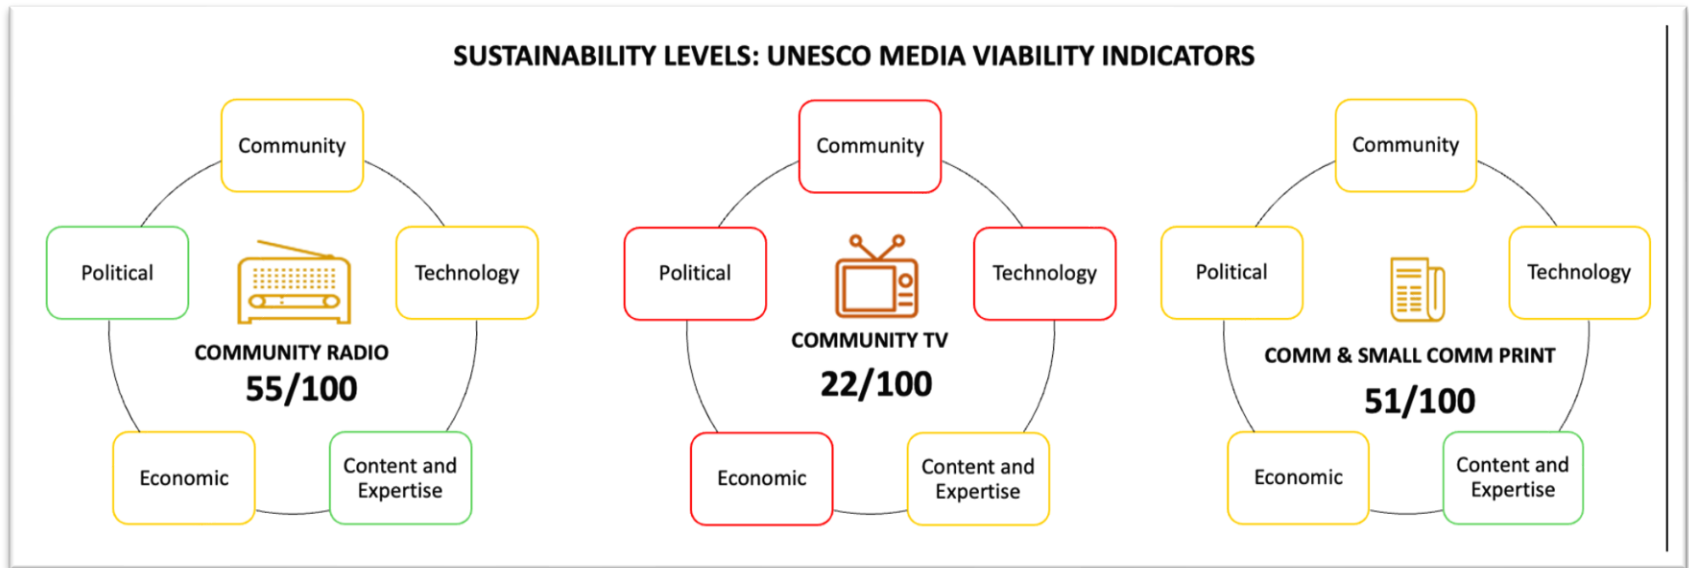 SUSTAINABILITY LEVELS: UNESCO MEDIA VIABILITY INDICATORS
Community
Political
Technology
COMMUNITY RADIO
55/100
Economic
Content and
Expertise
Community
Political
Technology
COMMUNITY TV
22/100
Economic
Content and
Expertise
Community
Political
Technology
COMM & SMALL COMM PRINT
51/100
Economic
Content and
Expertise